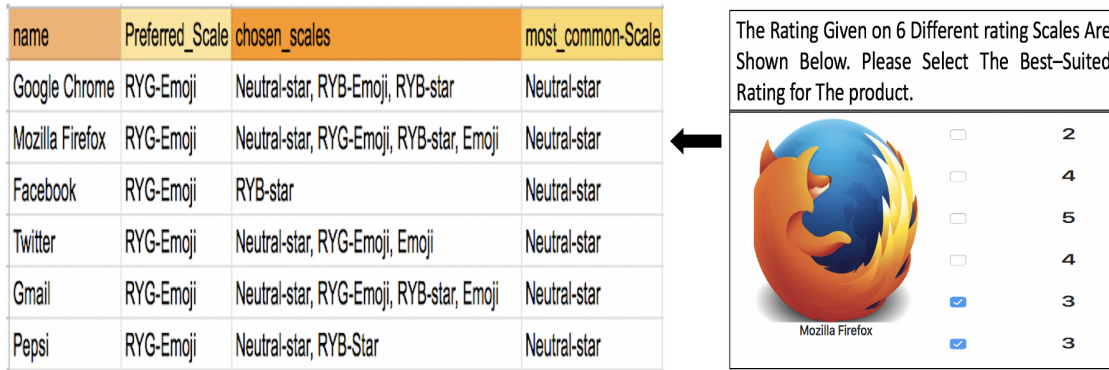 name Preferred_Scale chosen_scales most_common-Scale
Google Chrome RYG-Emoji Neutral-star, RYB-Emoji, RYB-star Neutral-star
Mozilla Firefox RYG-Emoji Neutral-star, RYG-Emoji, RYB-star, Emoji Neutral-star
Facebook RYG-Emoji RYB-star Neutral-star
Twitter RYG-Emoji Neutral-star, RYG-Emoji, Emoji Neutral-star
Gmail RYG-Emoji Neutral-star, RYG-Emoji, RYB-star, Emoji Neutral-star
Pepsi RYG-Emoji Neutral-star, RYB-Star Neutral-star
The Rating Given on 6 Different rating Scales Are
Shown Below. Please Select The Best–Suited
Rating for The product.
2
4
5
4
3
3
Mozilla Firefox